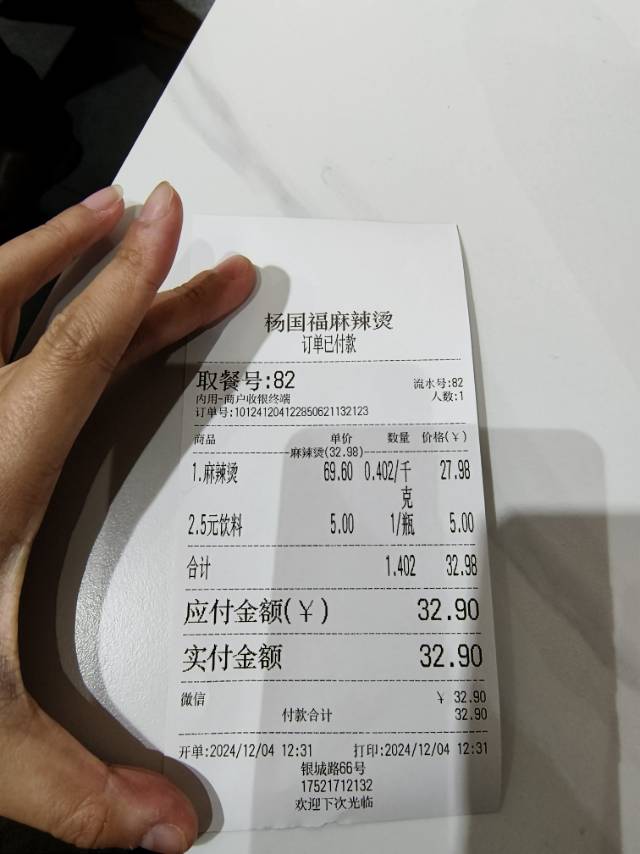 杨国福麻辣烫
订单已付款
取餐号:82
流水号:82
内用-商户收银终端
人数:1
订单号:101241204122850621132123
商品 单价 数量 价格(¥)
麻辣烫(32.98)
1.麻辣烫 69.60 0.402/千克 27.98
2.5元饮料 5.00 1/瓶 5.00
合计 1.402 32.98
应付金额(¥) 32.90
实付金额 32.90
微信 ¥ 32.90
付款合计 32.90
开单:2024/12/04 12:31 打印:2024/12/04 12:31
银城路66号
17521712132
欢迎下次光临